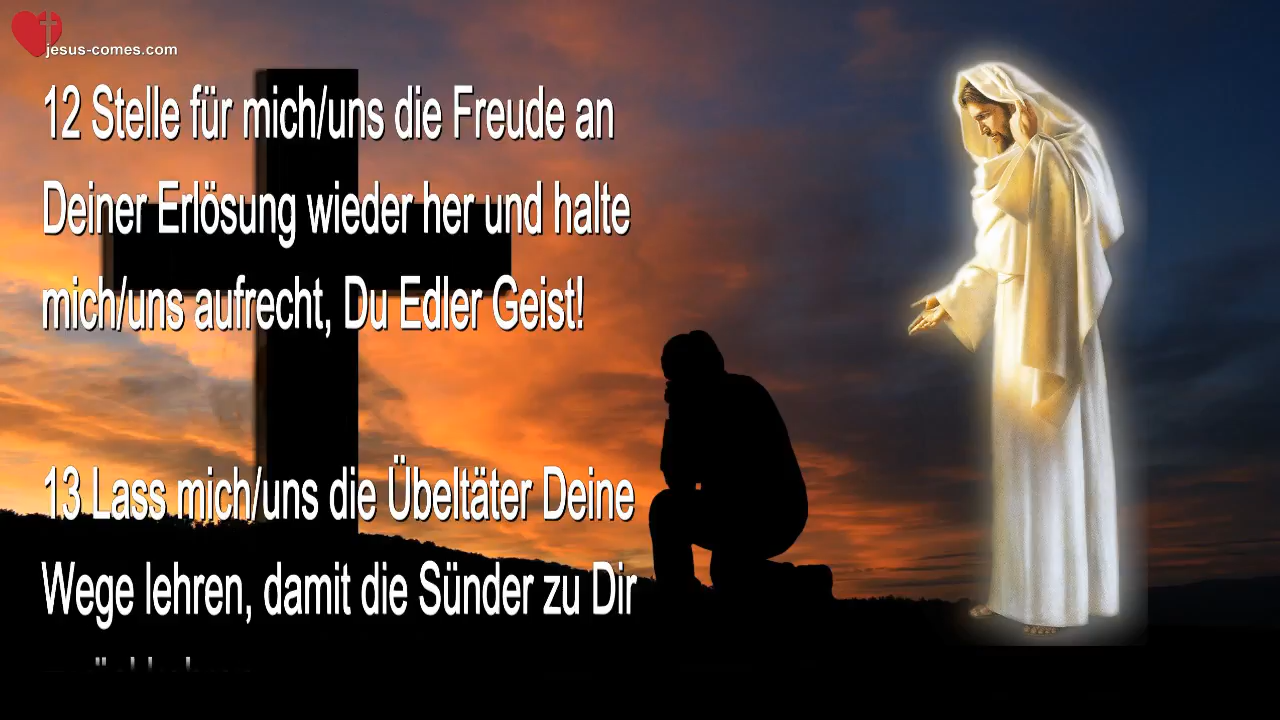 jesus-comes.com
12 Stelle für mich/uns die Freude an
Deiner Erlösung wieder her und halte
mich/uns aufrecht, Du Edler Geist!
13 Lass mich/uns die Übeltäter Deine
Wege lehren, damit die Sünder zu Dir